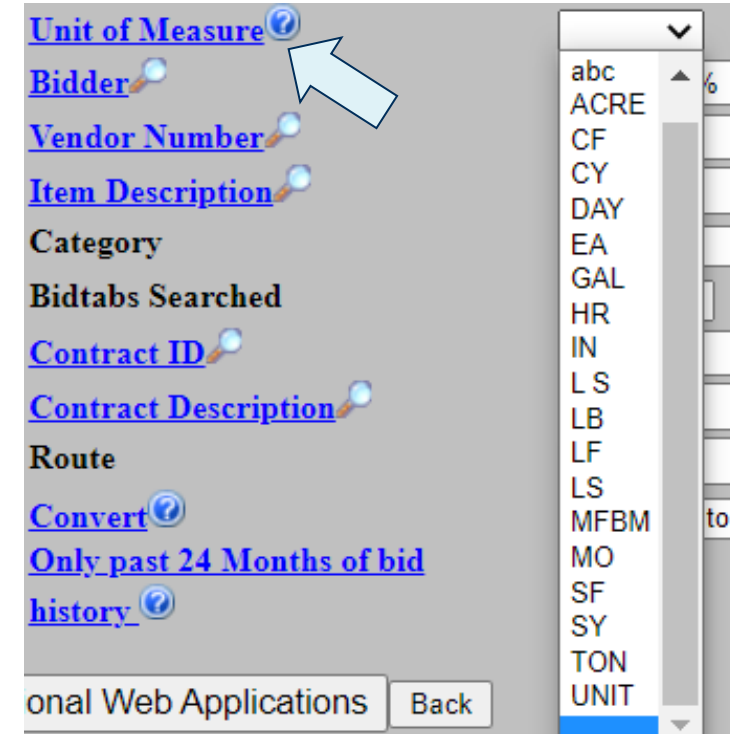 Unit of Measure
Bidder
Vendor Number
Item Description
Category
Bidtabs Searched
Contract ID
Contract Description
Route
Convert
Only past 24 Months of bid
history
onal Web Applications
Back
abc
ACRE
CF
CY
DAY
EA
GAL
HR
IN
L S
LB
LF
LS
MFBM
MO
SF
SY
TON
UNIT
%
to